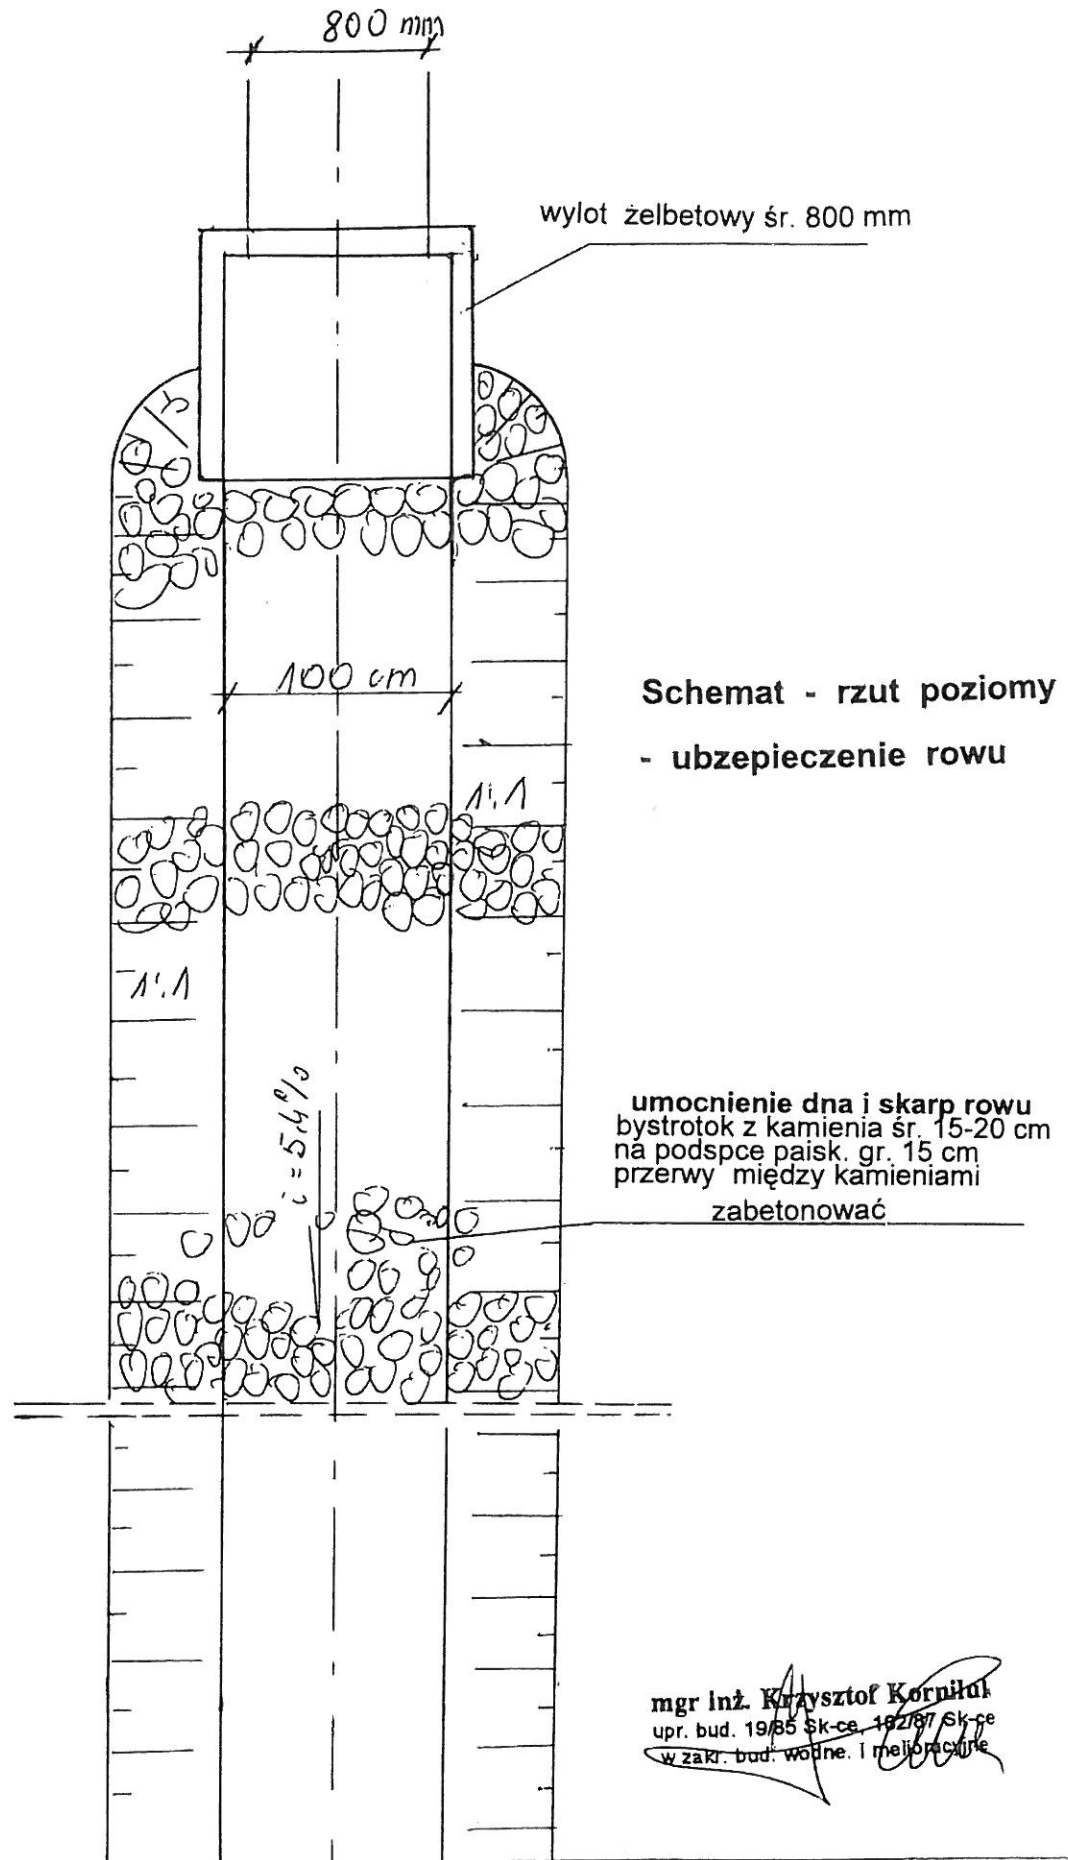 800 mm
wylot żelbetowy śr. 800 mm
100 cm
Schemat - rzut poziomy
- ubzepieczenie rowu
1:1
1:1
i = 5,4%
umocnienie dna i skarp rowu
bystrotok z kamienia śr. 15-20 cm
na podspce paisk. gr. 15 cm
przerwy między kamieniami
zabetonować
mgr inż. Krzysztof Korniluk
upr. bud. 19/85 Sk-ce, 182/87 Sk-ce
w zakr. bud. wodne. i melioracyjne